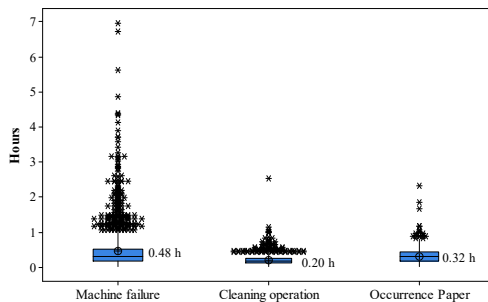 7
6
5
4
3
2
1
0
Hours
0.48 h
0.20 h
0.32 h
Machine failure
Cleaning operation
Occurrence Paper